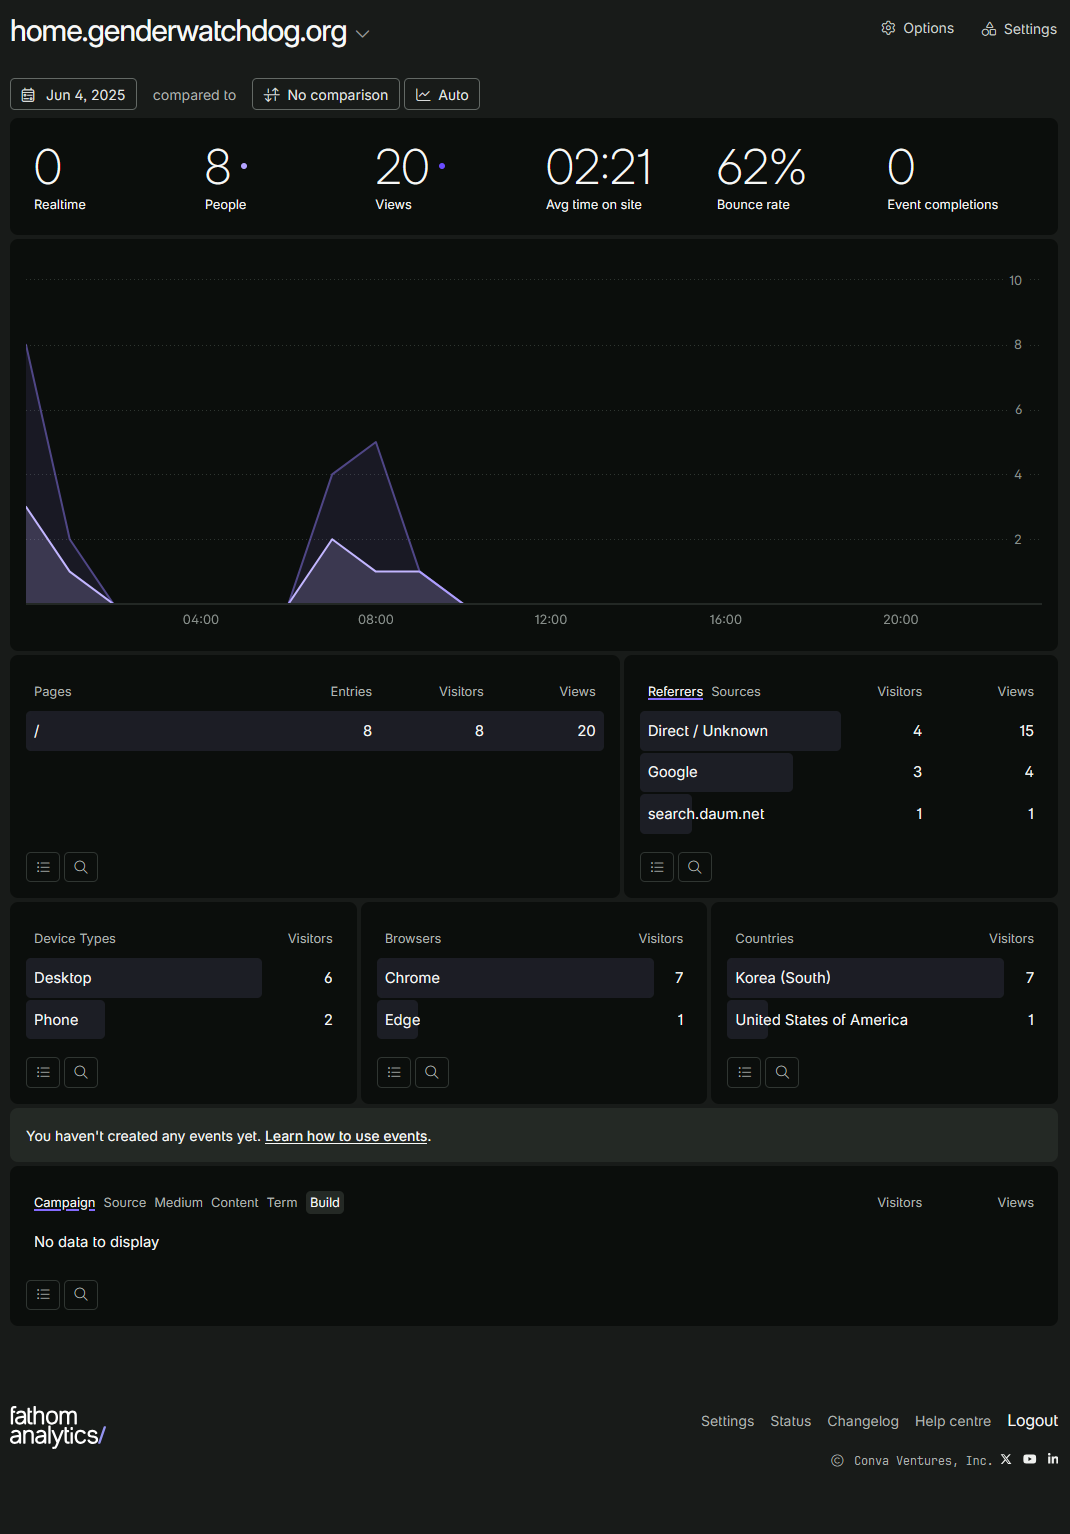 home.genderwatchdog.org
Options Settings
Jun 4, 2025 compared to No comparison Auto
0 8 20 02:21 62% 0
Realtime People Views Avg time on site Bounce rate Event completions
10
8
6
4
2
04:00 08:00 12:00 16:00 20:00
Pages Entries Visitors Views
/ 8 8 20
Referrers Sources Visitors Views
Direct / Unknown 4 15
Google 3 4
search.daum.net 1 1
Device Types Visitors
Desktop 6
Phone 2
Browsers Visitors
Chrome 7
Edge 1
Countries Visitors
Korea (South) 7
United States of America 1
You haven't created any events yet. Learn how to use events.
Campaign Source Medium Content Term Build Visitors Views
No data to display
fathom
analytics/
Settings Status Changelog Help centre Logout
© Conva Ventures, Inc.